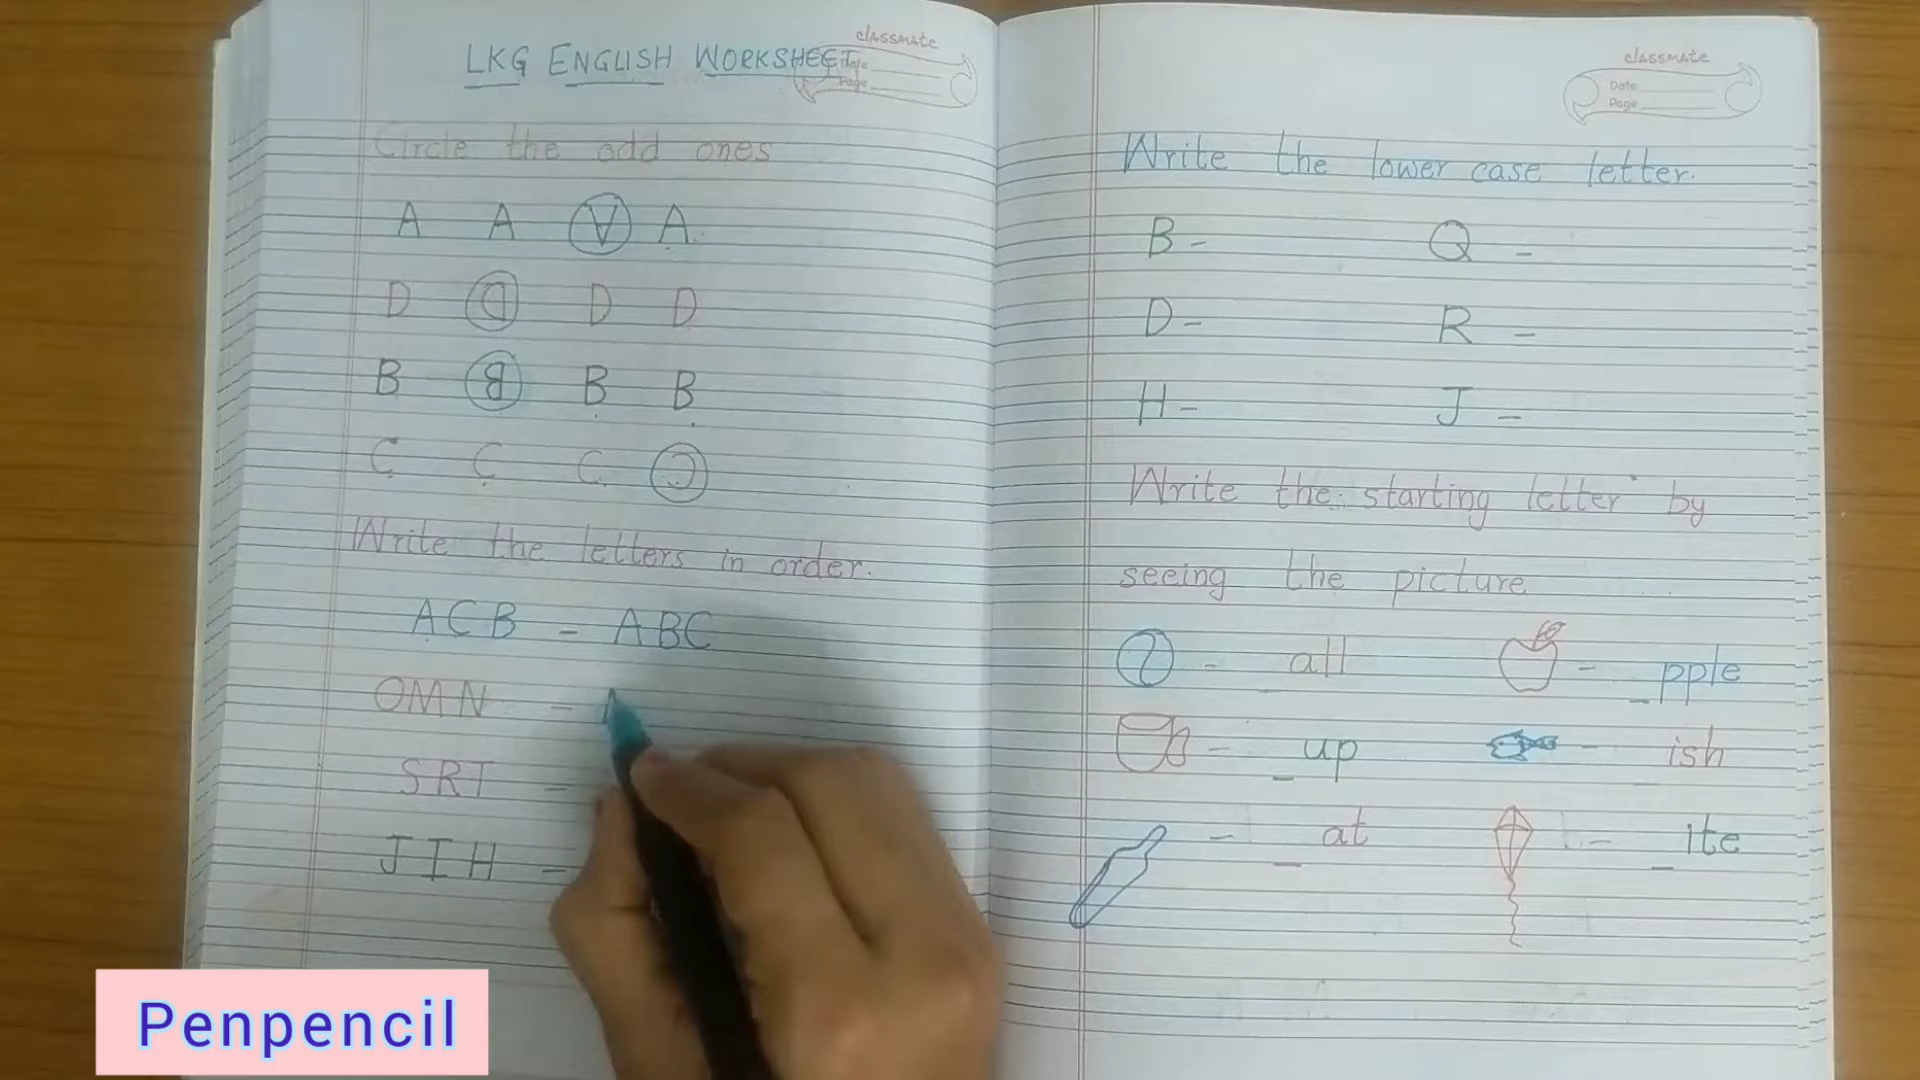 LKG ENGLISH WORKSHEET
classmate
Page
Circle the odd ones
A A A A
D D D D
B B B B
C C C C
Write the letters in order.
ACB - ABC
OMN -
SRT -
JIH -
classmate
Date
Page
Write the lower case letter.
B - Q -
D - R -
H - J -
Write the starting letter by
seeing the picture
- _all - _pple
- _up - _ish
- _at - _ite
Penpencil